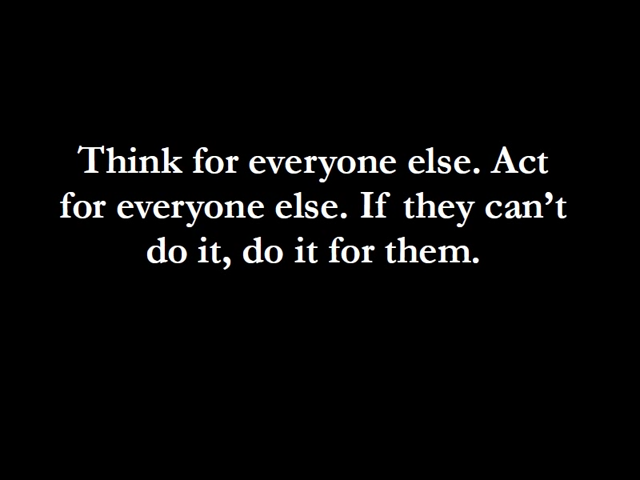 Think for everyone else. Act
for everyone else. If they can’t
do it, do it for them.